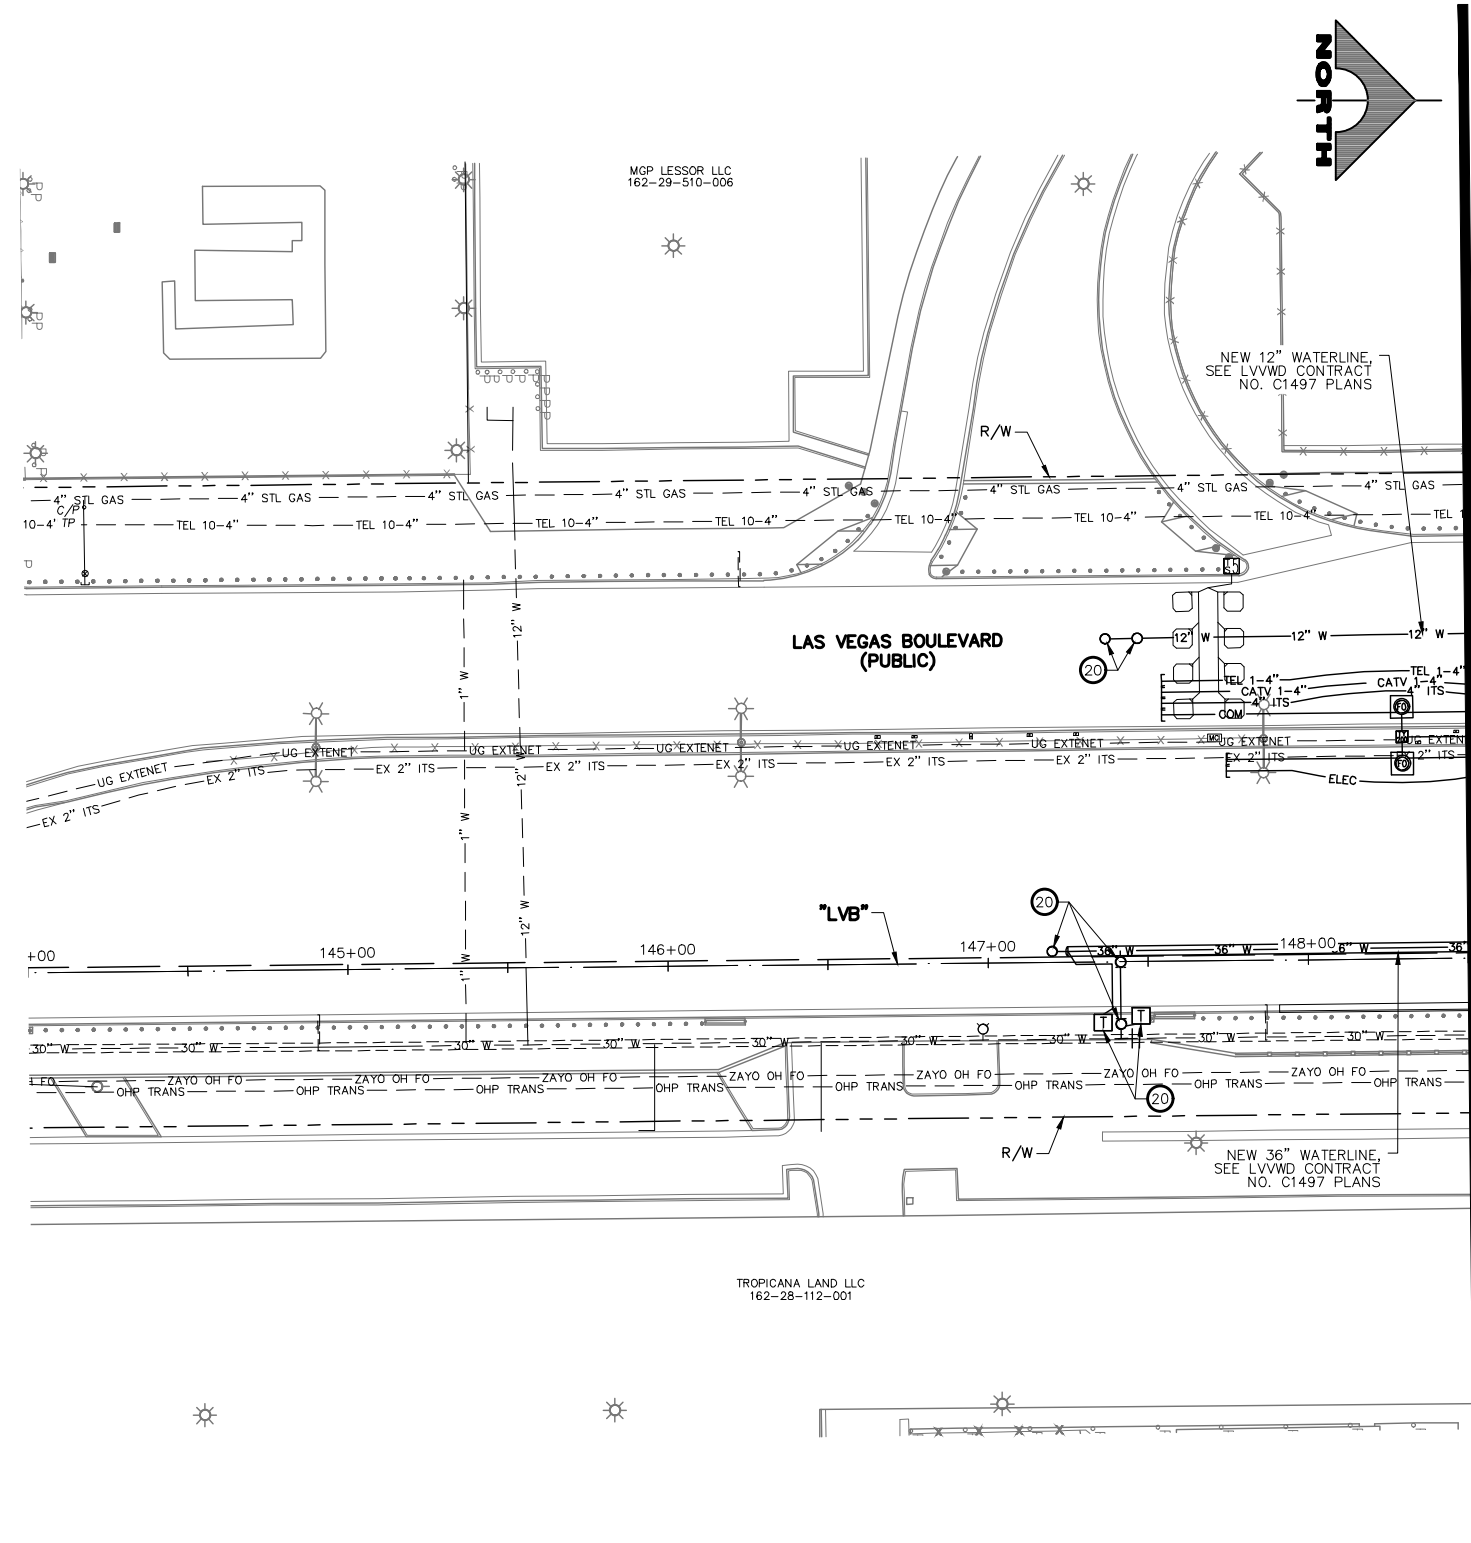 NORTH
MGP LESSOR LLC
162-29-510-006
NEW 12" WATERLINE,
SEE LVVWD CONTRACT
NO. C1497 PLANS
R/W
4" STL GAS 4" STL GAS 4" STL GAS 4" STL GAS 4" STL GAS 4" STL GAS 4" STL GAS 4" STL GAS
C/P
10-4' TP TEL 10-4" TEL 10-4" TEL 10-4" TEL 10-4" TEL 10-4" TEL 10-4" TEL 10-4" TEL 1
12" W
1" W
LAS VEGAS BOULEVARD
(PUBLIC)
20
12" W 12" W 12" W
TEL 1-4" TEL 1-4"
CATV 1-4" CATV 1-4"
4" ITS 4" ITS
COM
FO
UG EXTENET UG EXTENET UG EXTENET UG EXTENET UG EXTENET UG EXTENET UG EXTENET UG EXTEN
EX 2" ITS EX 2" ITS EX 2" ITS EX 2" ITS EX 2" ITS EX 2" ITS EX 2" ITS EX 2" ITS EX 2" ITS
FO
ELEC
12" W
1" W
20
"LVB"
12" W
1" W
+00 145+00 146+00 147+00 148+00
36" W 36" W 36" W 36"
T T
30" W 30" W 30" W 30" W 30" W 30" W 30" W 30" W 30" W
H FO ZAYO OH FO ZAYO OH FO ZAYO OH FO ZAYO OH FO ZAYO OH FO ZAYO OH FO ZAYO OH FO
OHP TRANS OHP TRANS OHP TRANS OHP TRANS OHP TRANS OHP TRANS OHP TRANS OHP TRANS
20
R/W
NEW 36" WATERLINE,
SEE LVVWD CONTRACT
NO. C1497 PLANS
TROPICANA LAND LLC
162-28-112-001